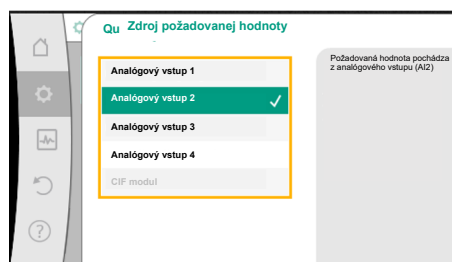 Qu Zdroj požadovanej hodnoty
Analógový vstup 1
Analógový vstup 2
Analógový vstup 3
Analógový vstup 4
CIF modul
Požadovaná hodnota pochádza
z analógového vstupu (AI2)
?